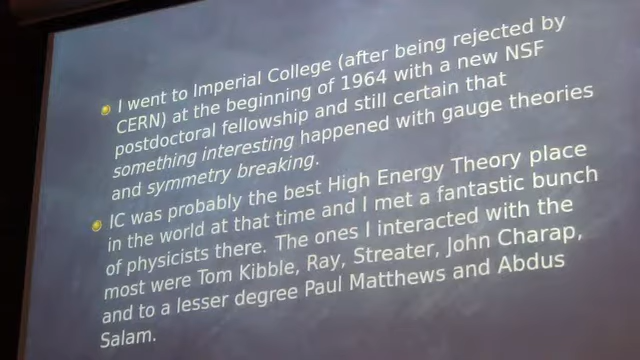 I went to Imperial College (after being rejected by
CERN) at the beginning of 1964 with a new NSF
postdoctoral fellowship and still certain that
something interesting happened with gauge theories
and symmetry breaking.
IC was probably the best High Energy Theory place
in the world at that time and I met a fantastic bunch
of physicists there. The ones I interacted with the
most were Tom Kibble, Ray, Streater, John Charap,
and to a lesser degree Paul Matthews and Abdus
Salam.